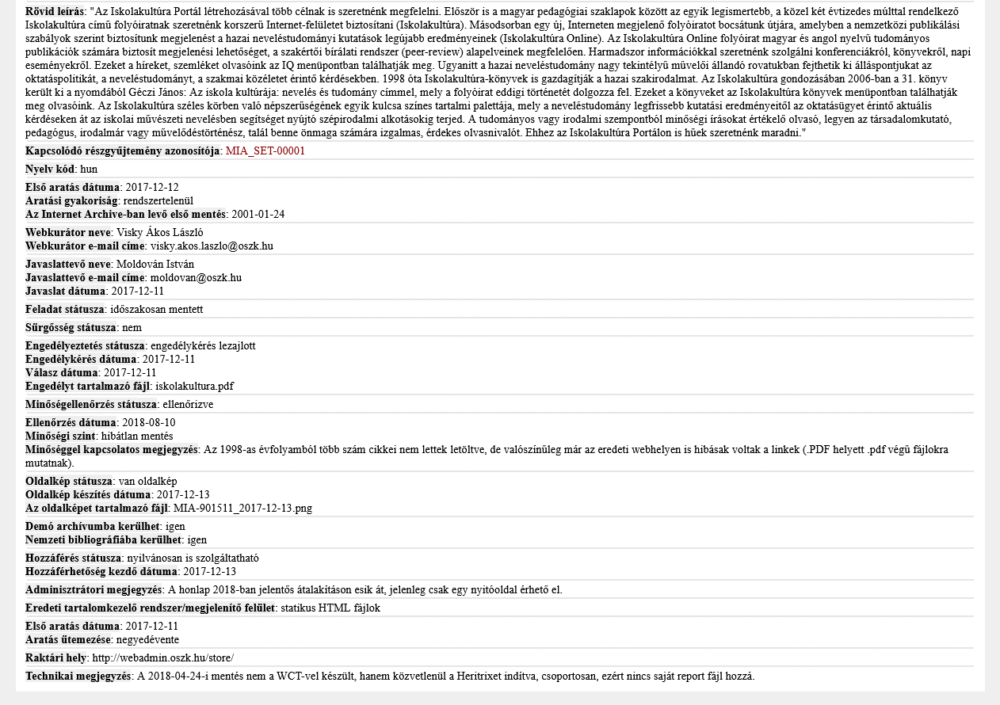 Rövid leírás: "Az Iskolakultúra Portál létrehozásával több célnak is szeretnénk megfelelni. Először is a magyar pedagógiai szaklapok között az egyik legismertebb, a közel két évtizedes múlttal rendelkező
Iskolakultúra című folyóiratnak szeretnénk korszerű Internet-felületet biztosítani (Iskolakultúra). Másodsorban egy új, Interneten megjelenő folyóiratot bocsátunk útjára, amelyben a nemzetközi publikálási
szabályok szerint biztosítunk megjelenést a hazai neveléstudományi kutatások legújabb eredményeinek (Iskolakultúra Online). Az Iskolakultúra Online folyóirat magyar és angol nyelvű tudományos
publikációk számára biztosít megjelenési lehetőséget, a szakértői bírálati rendszer (peer-review) alapelveinek megfelelően. Harmadszor információkkal szeretnénk szolgálni konferenciákról, könyvekről, napi
eseményekről. Ezeket a híreket, szemléket olvasóink az IQ menüpontban találhatják meg. Ugyanitt a hazai neveléstudomány nagy tekintélyű művelői állandó rovatukban fejthetik ki álláspontjukat az
oktatáspolitikát, a neveléstudományt, a szakmai közéletet érintő kérdésekben. 1998 óta Iskolakultúra-könyvek is gazdagítják a hazai szakirodalmat. Az Iskolakultúra gondozásában 2006-ban a 31. könyv
került ki a nyomdából Géczi János: Az iskola kultúrája: nevelés és tudomány címmel, mely a folyóirat eddigi történetét dolgozza fel. Ezeket a könyveket az Iskolakultúra könyvek menüpontban találhatják
meg olvasóink. Az Iskolakultúra széles körben való népszerűségének egyik kulcsa színes tartalmi palettája, mely a neveléstudomány legfrissebb kutatási eredményeitől az oktatásügyet érintő aktuális
kérdéseken át az iskolai művészeti nevelésben segítséget nyújtó szépirodalmi alkotásokig terjed. A tudományos vagy irodalmi szempontból minőségi írásokat értékelő olvasó, legyen az társadalomkutató,
pedagógus, irodalmár vagy művelődéstörténész, talál benne önmaga számára izgalmas, érdekes olvasnivalót. Ehhez az Iskolakultúra Portálon is hűek szeretnénk maradni."
Kapcsolódó részgyűjtemény azonosítója: MIA_SET-00001
Nyelv kód: hun
Első aratás dátuma: 2017-12-12
Aratási gyakoriság: rendszertelenül
Az Internet Archive-ban levő első mentés: 2001-01-24
Webkurátor neve: Visky Ákos László
Webkurátor e-mail címe: visky.akos.laszlo@oszk.hu
Javaslattevő neve: Moldován István
Javaslattevő e-mail címe: moldovan@oszk.hu
Javaslat dátuma: 2017-12-11
Feladat státusza: időszakosan mentett
Sürgősség státusza: nem
Engedélyeztetés státusza: engedélykérés lezajlott
Engedélykérés dátuma: 2017-12-11
Válasz dátuma: 2017-12-11
Engedélyt tartalmazó fájl: iskolakultura.pdf
Minőségellenőrzés státusza: ellenőrizve
Ellenőrzés dátuma: 2018-08-10
Minőségi szint: hibátlan mentés
Minőséggel kapcsolatos megjegyzés: Az 1998-as évfolyamból több szám cikkei nem lettek letöltve, de valószínűleg már az eredeti webhelyen is hibásak voltak a linkek (.PDF helyett .pdf végű fájlokra
mutatnak).
Oldalkép státusza: van oldalkép
Oldalkép készítés dátuma: 2017-12-13
Az oldalképet tartalmazó fájl: MIA-901511_2017-12-13.png
Demó archívumba kerülhet: igen
Nemzeti bibliográfiába kerülhet: igen
Hozzáférés státusza: nyilvánosan is szolgáltatható
Hozzáférhetőség kezdő dátuma: 2017-12-13
Adminisztrátori megjegyzés: A honlap 2018-ban jelentős átalakításon esik át, jelenleg csak egy nyitóoldal érhető el.
Eredeti tartalomkezelő rendszer/megjelenítő felület: statikus HTML fájlok
Első aratás dátuma: 2017-12-11
Aratás ütemezése: negyedévente
Raktári hely: http://webadmin.oszk.hu/store/
Technikai megjegyzés: A 2018-04-24-i mentés nem a WCT-vel készült, hanem közvetlenül a Heritrixet indítva, csoportosan, ezért nincs saját report fájl hozzá.